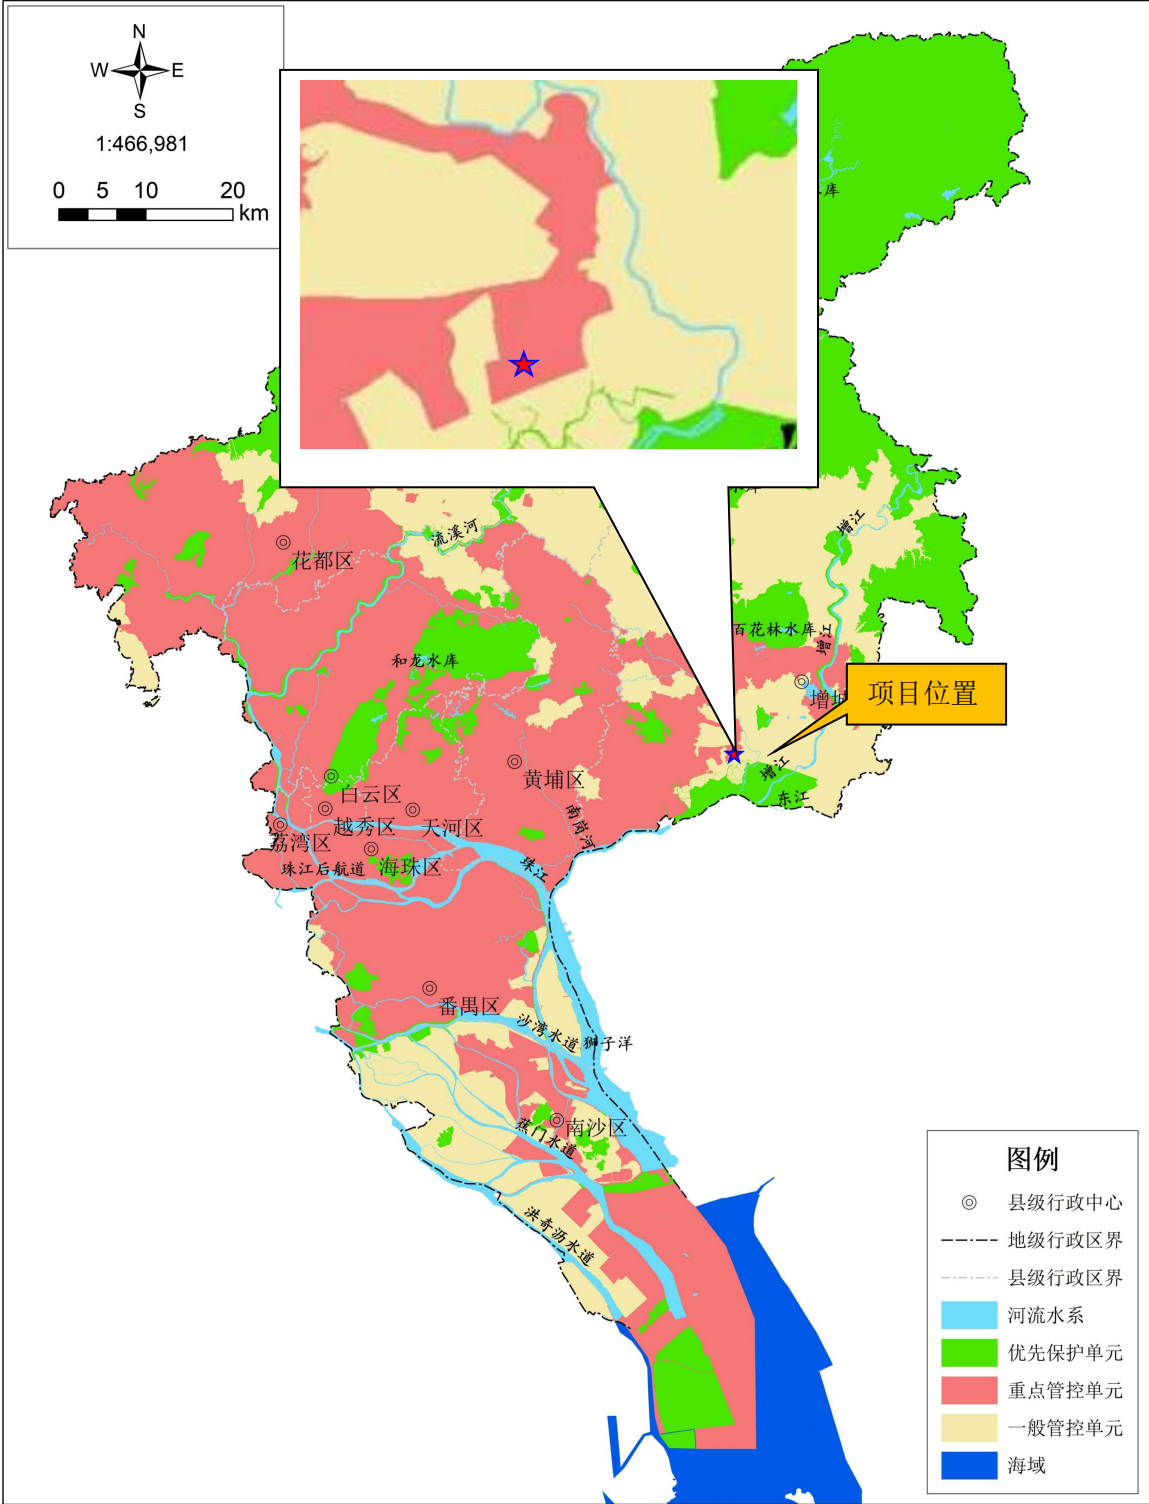 N
W E
S
1:466,981
0 5 10 20
km
库
流溪河
增江
花都区
百花林水库
增江
和龙水库
增城
项目位置
黄埔区
增江
白云区
东江
越秀区
天河区
南岗河
荔湾区
珠江后航道
海珠区
珠江
番禺区
沙湾水道
狮子洋
南沙区
蕉门水道
洪奇沥水道
图例
县级行政中心
地级行政区界
县级行政区界
河流水系
优先保护单元
重点管控单元
一般管控单元
海域